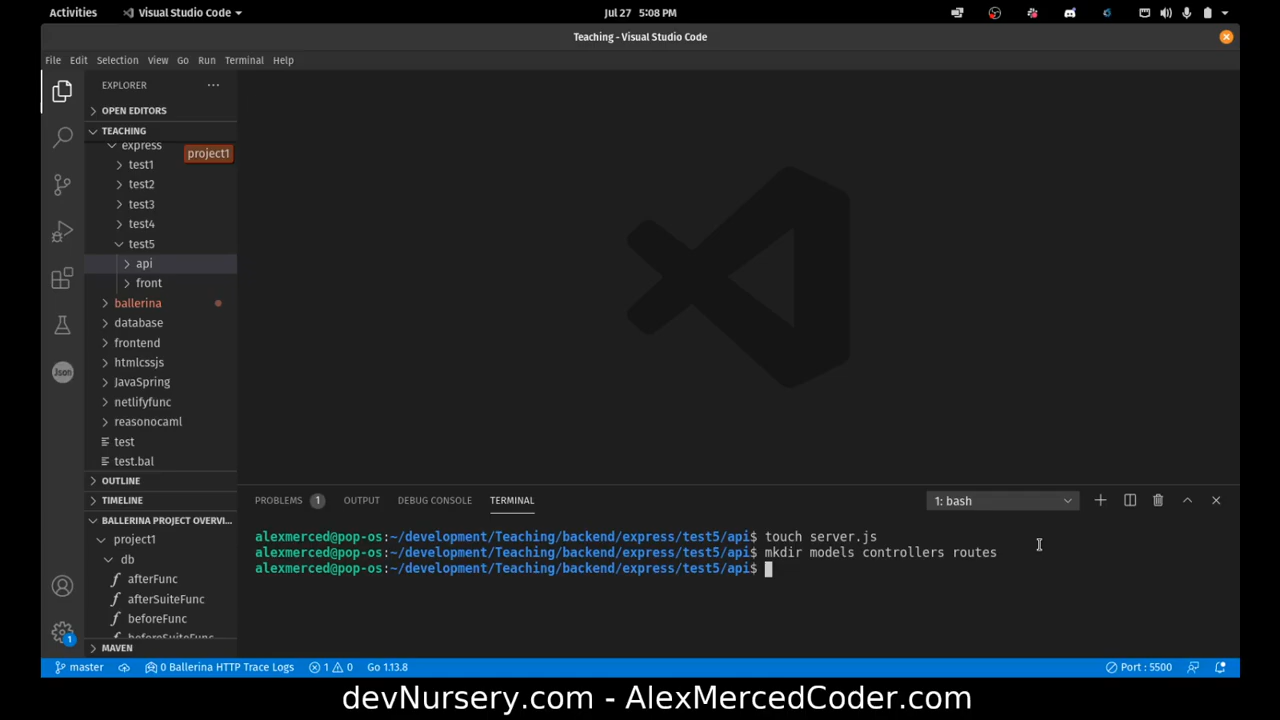 Activities
Visual Studio Code
Jul 27 5:08 PM
Teaching - Visual Studio Code
File Edit Selection View Go Run Terminal Help
EXPLORER
OPEN EDITORS
TEACHING
express
project1
test1
test2
test3
test4
test5
api
front
ballerina
database
frontend
htmlcssjs
JavaSpring
netlifyfunc
reasonocaml
test
test.bal
OUTLINE
TIMELINE
BALLERINA PROJECT OVERVI...
project1
db
afterFunc
afterSuiteFunc
beforeFunc
beforeSuiteFunc
MAVEN
Json
1
PROBLEMS 1 OUTPUT DEBUG CONSOLE TERMINAL
1: bash
alexmerced@pop-os:~/development/Teaching/backend/express/test5/api$ touch server.js
alexmerced@pop-os:~/development/Teaching/backend/express/test5/api$ mkdir models controllers routes
alexmerced@pop-os:~/development/Teaching/backend/express/test5/api$
master 0 Ballerina HTTP Trace Logs 1 0 Go 1.13.8 Port : 5500
devNursery.com - AlexMercedCoder.com